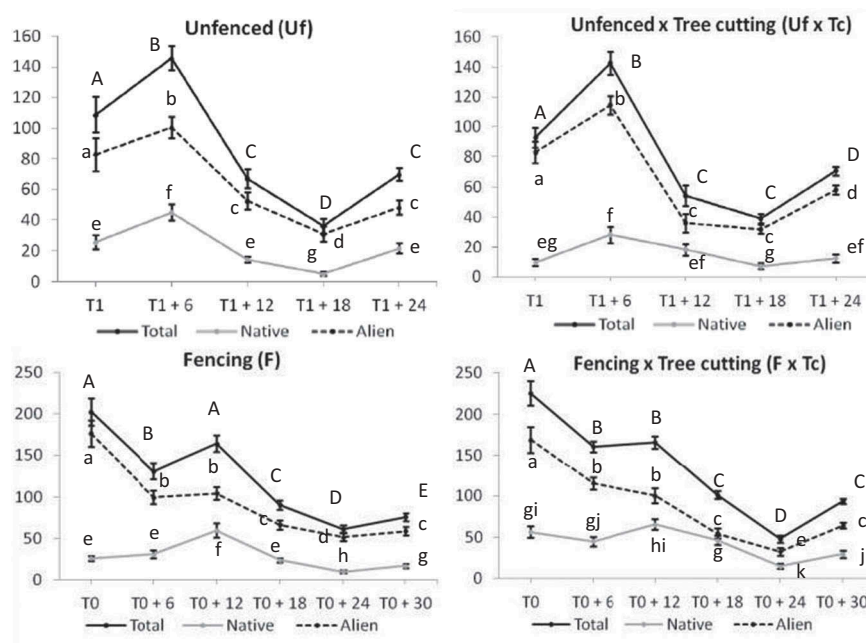 Unfenced (Uf)
160
140
120
100
80
60
40
20
0
A
B
C
D
C
a
b
c
d
c
e
f
e
g
e
T1
T1 + 6
T1 + 12
T1 + 18
T1 + 24
Total
Native
Alien
Unfenced x Tree cutting (Uf x Tc)
160
140
120
100
80
60
40
20
0
A
B
C
C
D
a
b
c
c
d
eg
f
ef
g
ef
T1
T1 + 6
T1 + 12
T1 + 18
T1 + 24
Total
Native
Alien
Fencing (F)
250
200
150
100
50
0
A
B
A
C
D
E
a
b
b
c
d
c
e
e
f
e
h
g
T0
T0 + 6
T0 + 12
T0 + 18
T0 + 24
T0 + 30
Total
Native
Alien
Fencing x Tree cutting (F x Tc)
250
200
150
100
50
0
A
B
B
C
D
C
a
b
b
c
e
c
gi
gj
hi
g
k
j
T0
T0 + 6
T0 + 12
T0 + 18
T0 + 24
T0 + 30
Total
Native
Alien